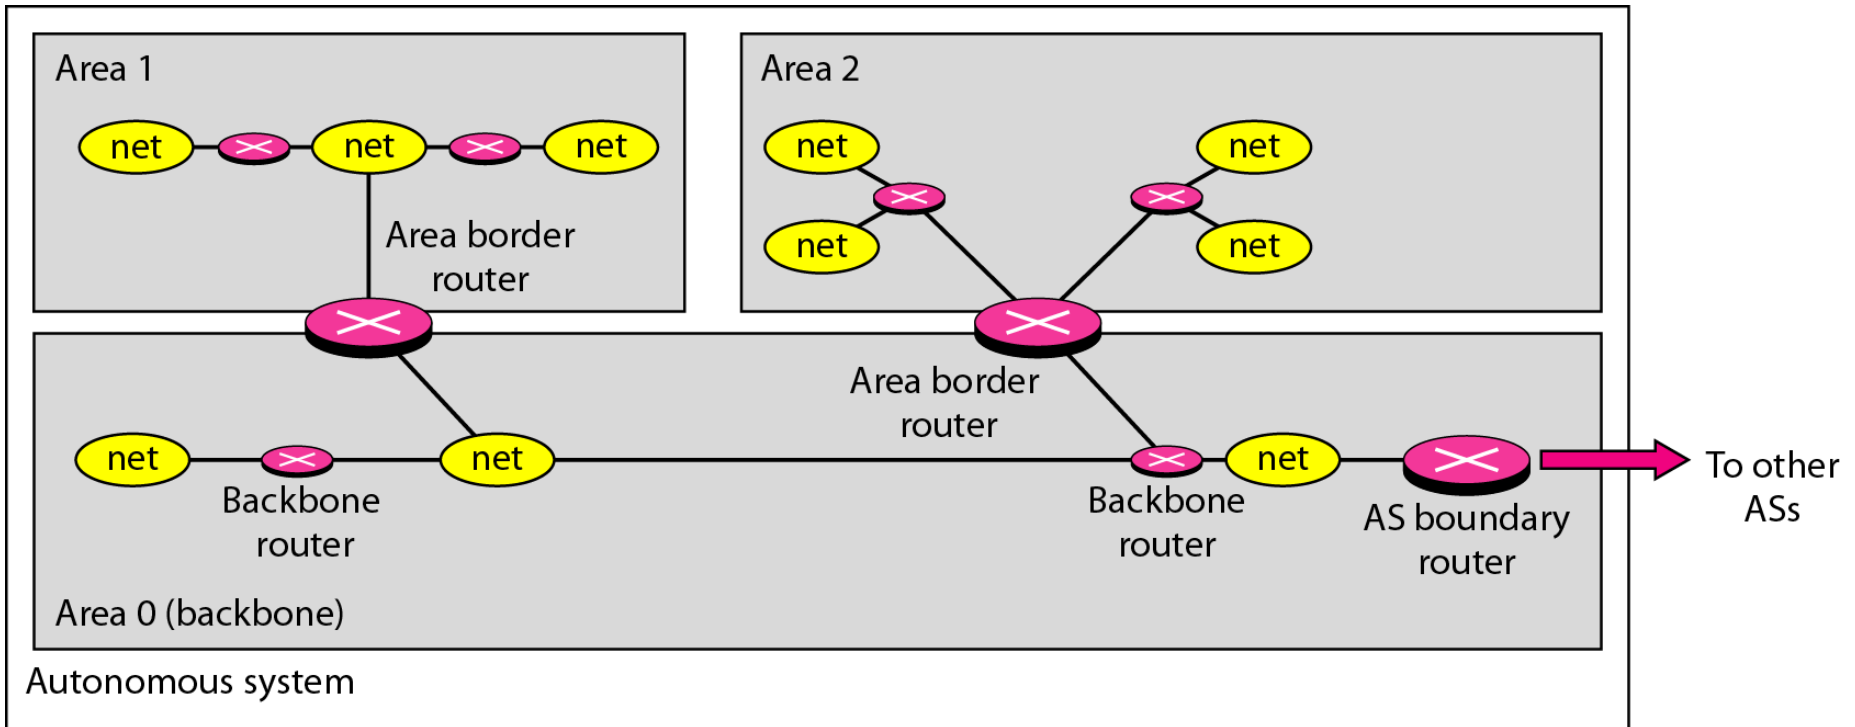 Area 1
net
net
net
Area border
router
Area 2
net
net
net
net
Area border
router
net
Backbone
router
net
Backbone
router
net
AS boundary
router
To other
ASs
Area 0 (backbone)
Autonomous system